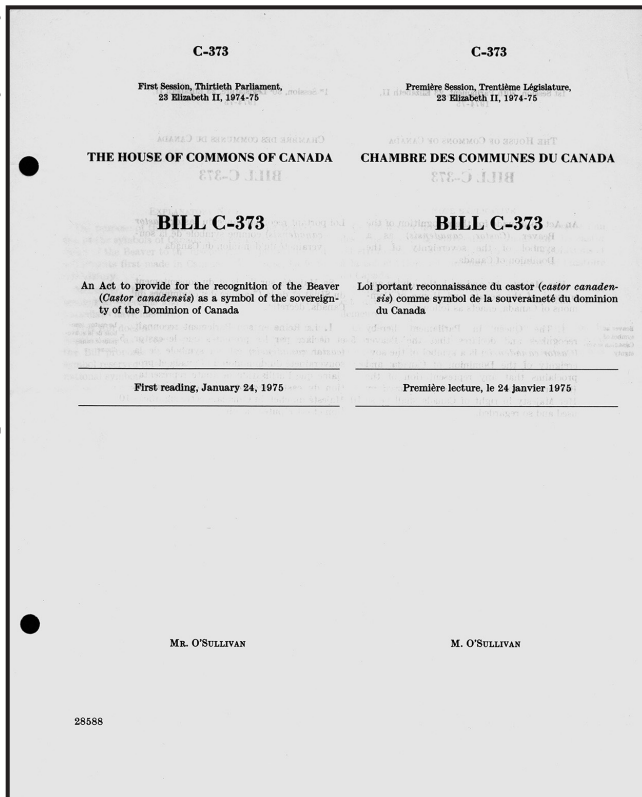 C-373
First Session, Thirtieth Parliament,
23 Elizabeth II, 1974-75
THE HOUSE OF COMMONS OF CANADA
BILL C-373
An Act to provide for the recognition of the Beaver
(Castor canadensis) as a symbol of the sovereign-
ty of the Dominion of Canada
First reading, January 24, 1975
MR. O'SULLIVAN
28588
C-373
Première Session, Trentième Législature,
23 Elizabeth II, 1974-75
CHAMBRE DES COMMUNES DU CANADA
BILL C-373
Loi portant reconnaissance du castor (castor canaden-
sis) comme symbol de la souveraineté du dominion
du Canada
Première lecture, le 24 janvier 1975
M. O'SULLIVAN